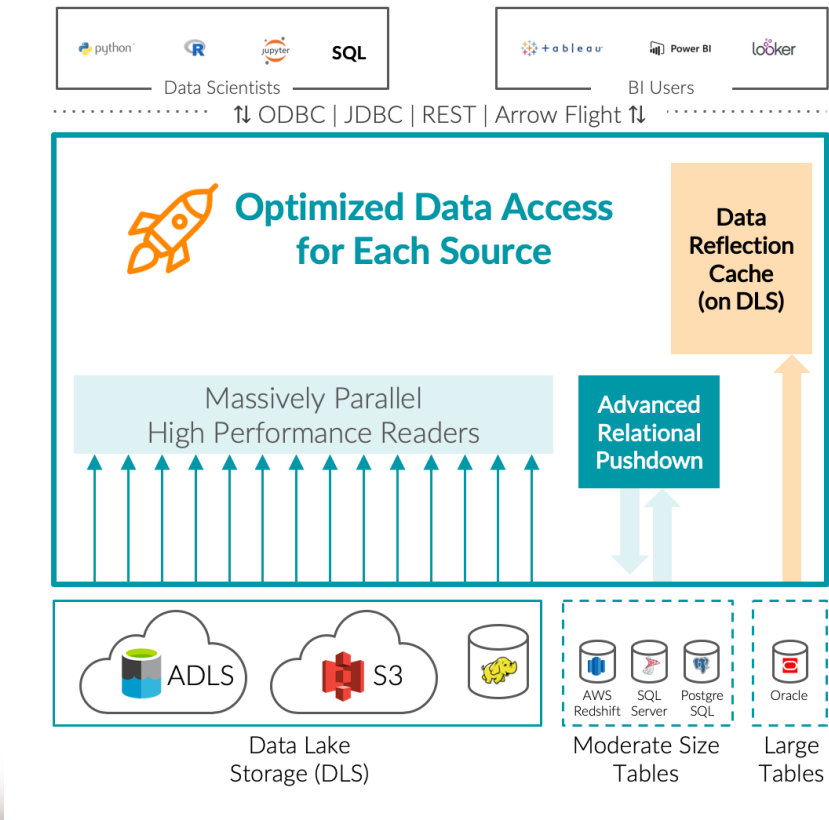 python
R
jupyter
SQL
Data Scientists
+ a b l e a u
Power BI
looker
BI Users
⇅ ODBC | JDBC | REST | Arrow Flight ⇅
Optimized Data Access
for Each Source
Data
Reflection
Cache
(on DLS)
Massively Parallel
High Performance Readers
Advanced
Relational
Pushdown
ADLS
S3
AWS
Redshift
SQL
Server
Postgre
SQL
Oracle
Data Lake
Storage (DLS)
Moderate Size
Tables
Large
Tables